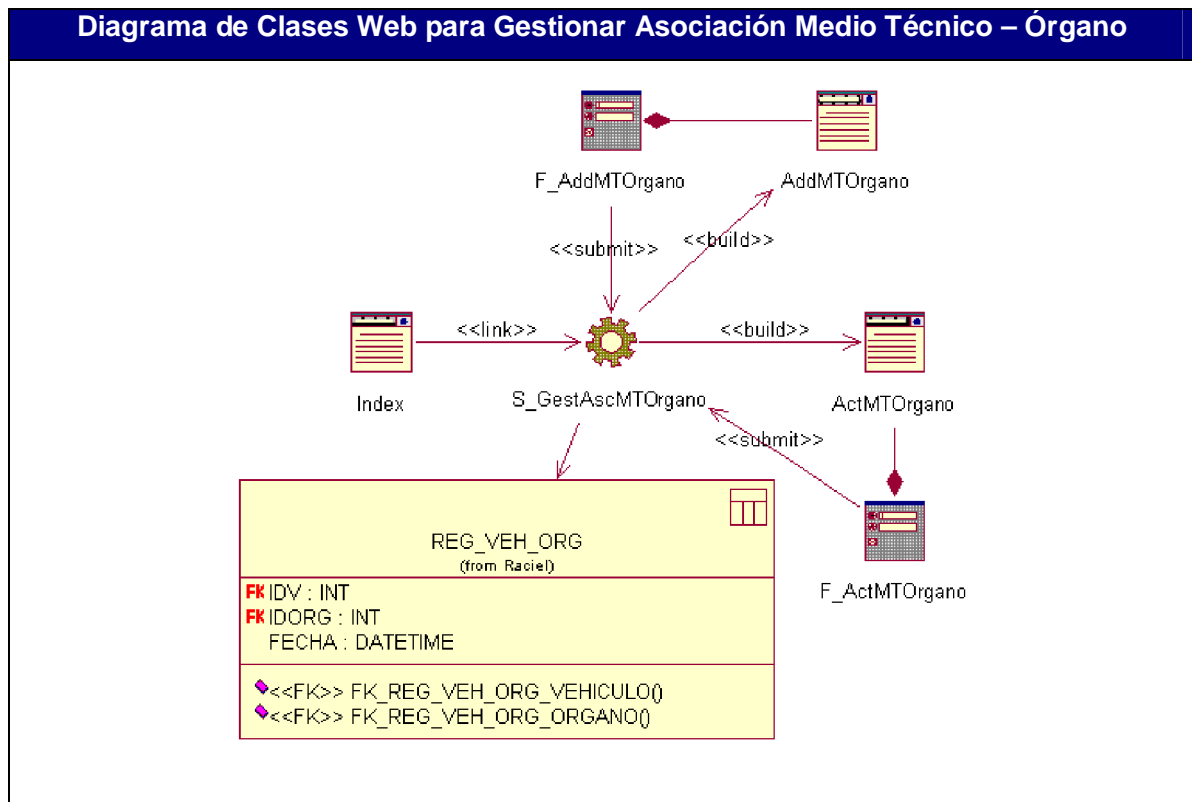 Diagrama de Clases Web para Gestionar Asociación Medio Técnico – Órgano
F_AddMTOrgano
AddMTOrgano
<<submit>>
<<build>>
<<link>>
<<build>>
Index
S_GestAscMTOrgano
ActMTOrgano
<<submit>>
F_ActMTOrgano
REG_VEH_ORG
(from Raciel)
FK IDV : INT
FK IDORG : INT
FECHA : DATETIME
<<FK>> FK_REG_VEH_ORG_VEHICULO()
<<FK>> FK_REG_VEH_ORG_ORGANO()